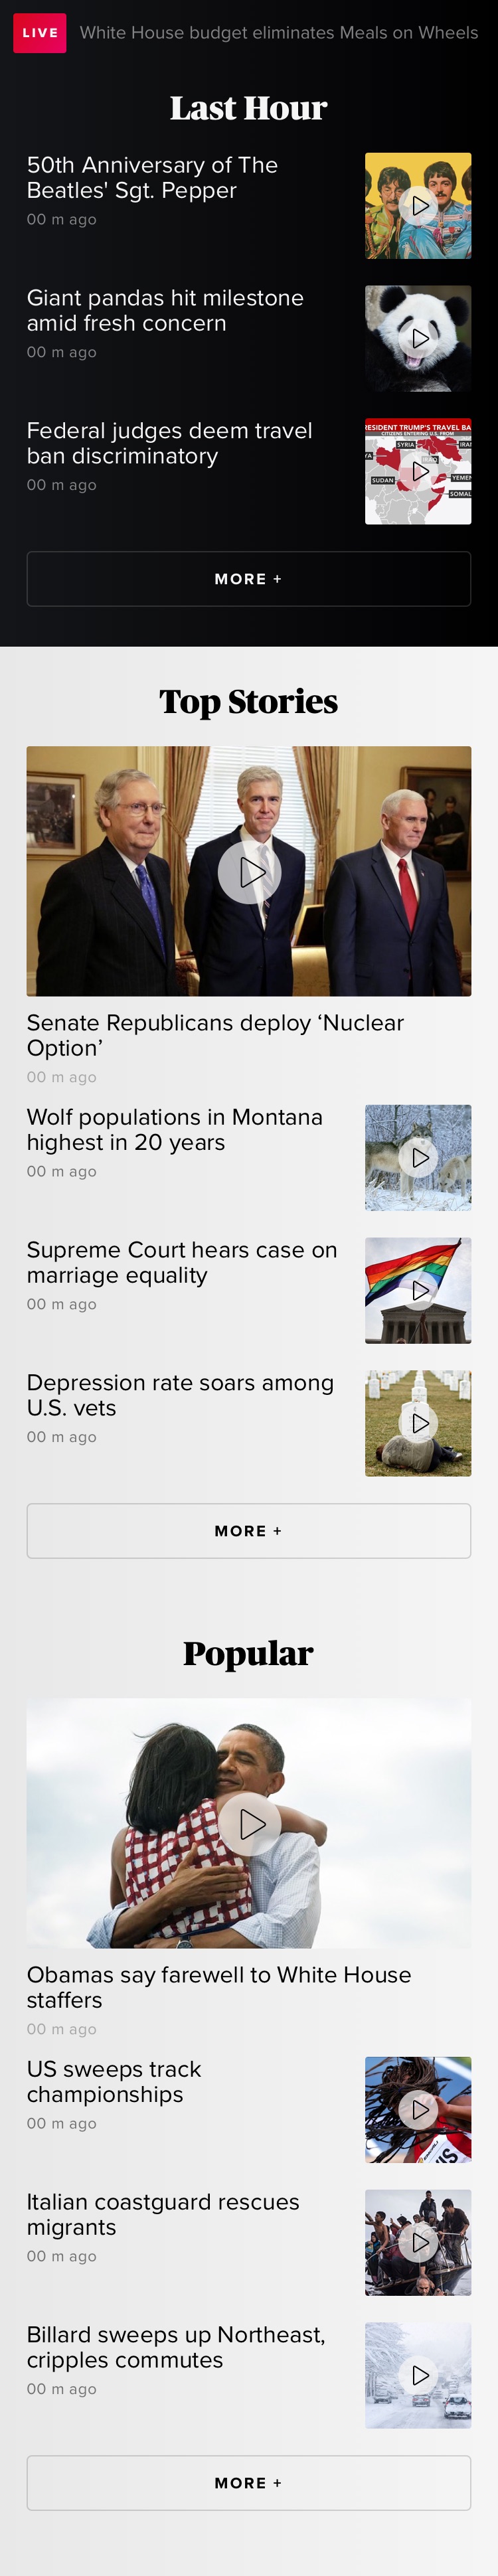 LIVE White House budget eliminates Meals on Wheels
Last Hour
50th Anniversary of The
Beatles' Sgt. Pepper
00 m ago
Giant pandas hit milestone
amid fresh concern
00 m ago
Federal judges deem travel
ban discriminatory
00 m ago
RESIDENT TRUMP'S TRAVEL BA
CITIZENS ENTERING U.S. FROM
SYRIA
IRAN
YA
IRAQ
SUDAN
YEMEN
SOMAL
MORE +
Top Stories
Senate Republicans deploy ‘Nuclear
Option’
00 m ago
Wolf populations in Montana
highest in 20 years
00 m ago
Supreme Court hears case on
marriage equality
00 m ago
Depression rate soars among
U.S. vets
00 m ago
MORE +
Popular
Obamas say farewell to White House
staffers
00 m ago
US sweeps track
championships
00 m ago
Italian coastguard rescues
migrants
00 m ago
Billard sweeps up Northeast,
cripples commutes
00 m ago
MORE +